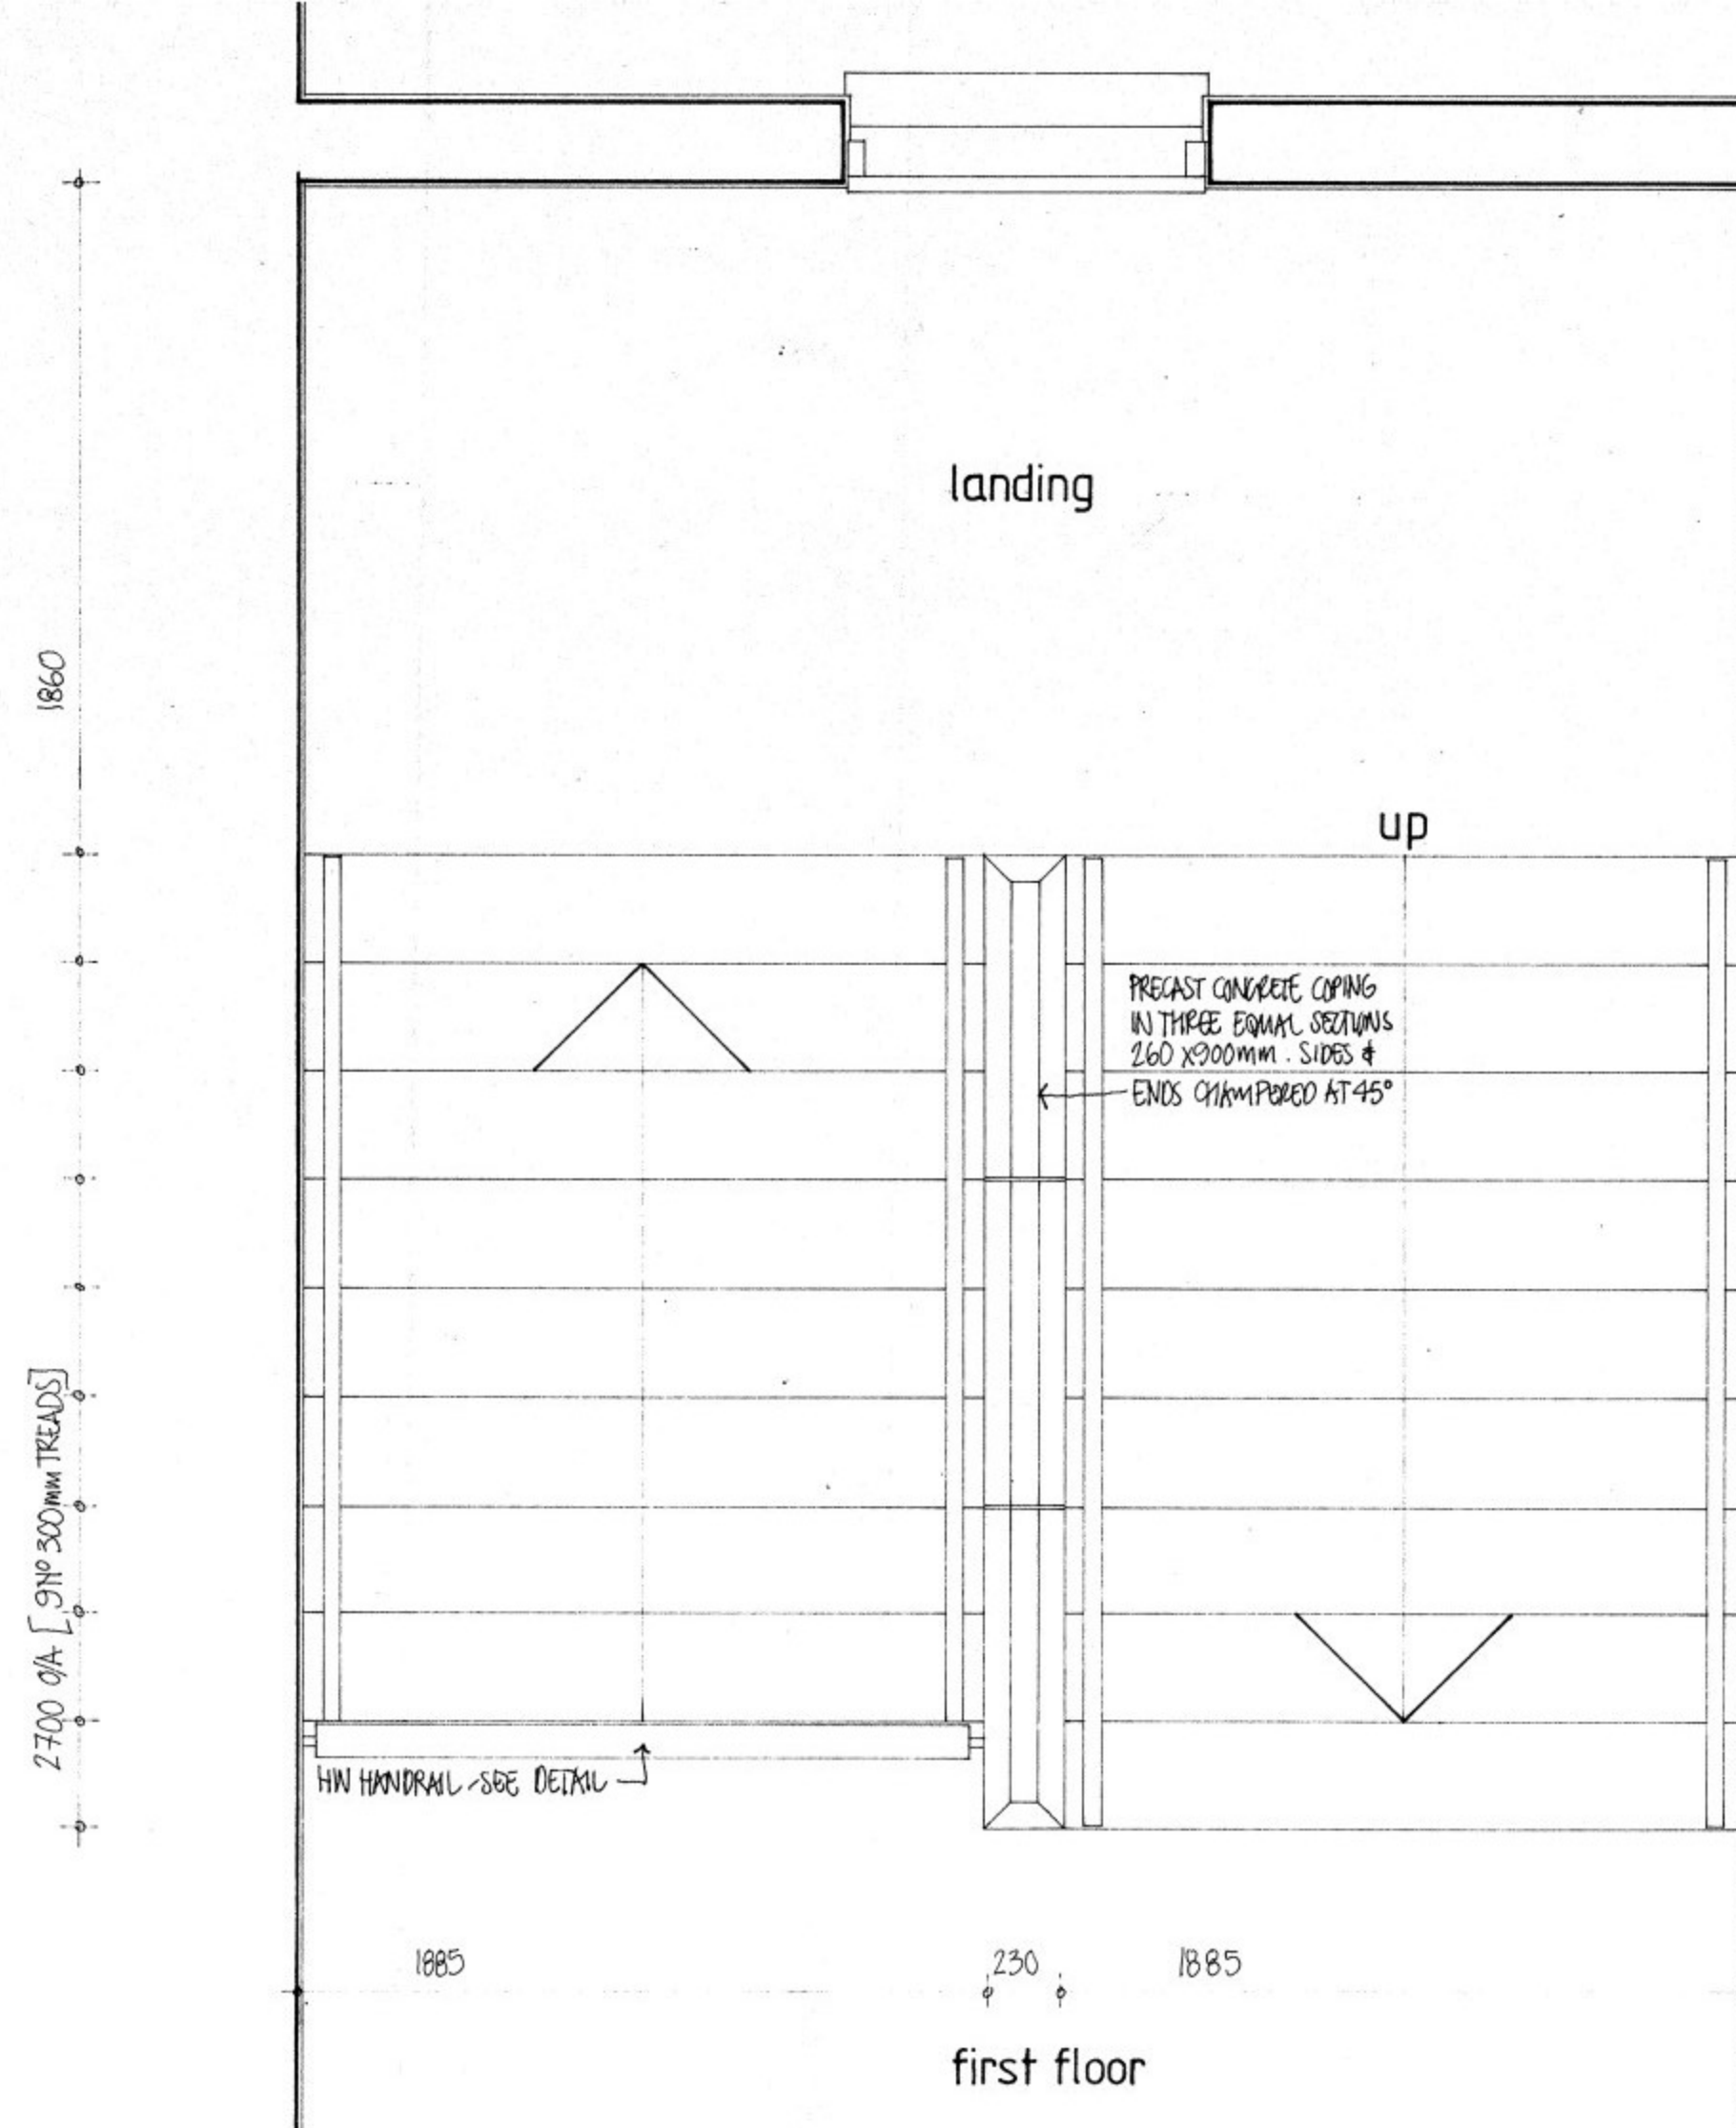 landing
1860
up
PRECAST CONCRETE COPING
IN THREE EQUAL SECTIONS
260 x900mm . SIDES &
ENDS CHAMFERED AT 45°
2700 O/A [9Nº 300mm TREADS]
HW HANDRAIL - SEE DETAIL
1885 230 1885
first floor